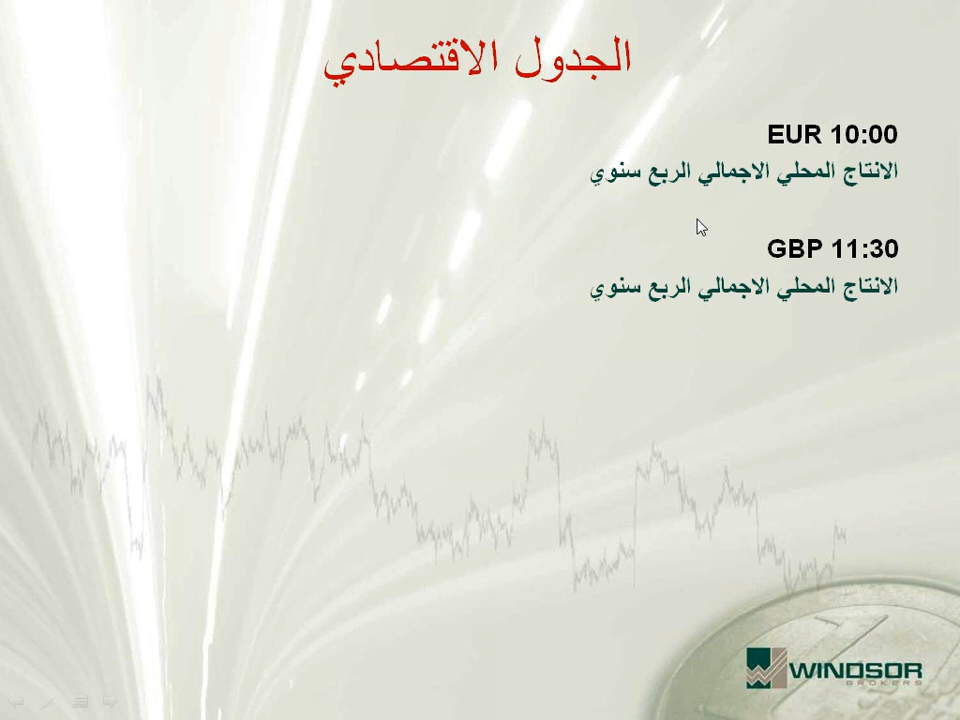 الجدول الاقتصادي
EUR 10:00
الانتاج المحلي الاجمالي الربع سنوي
GBP 11:30
الانتاج المحلي الاجمالي الربع سنوي
WINDSOR
BROKERS